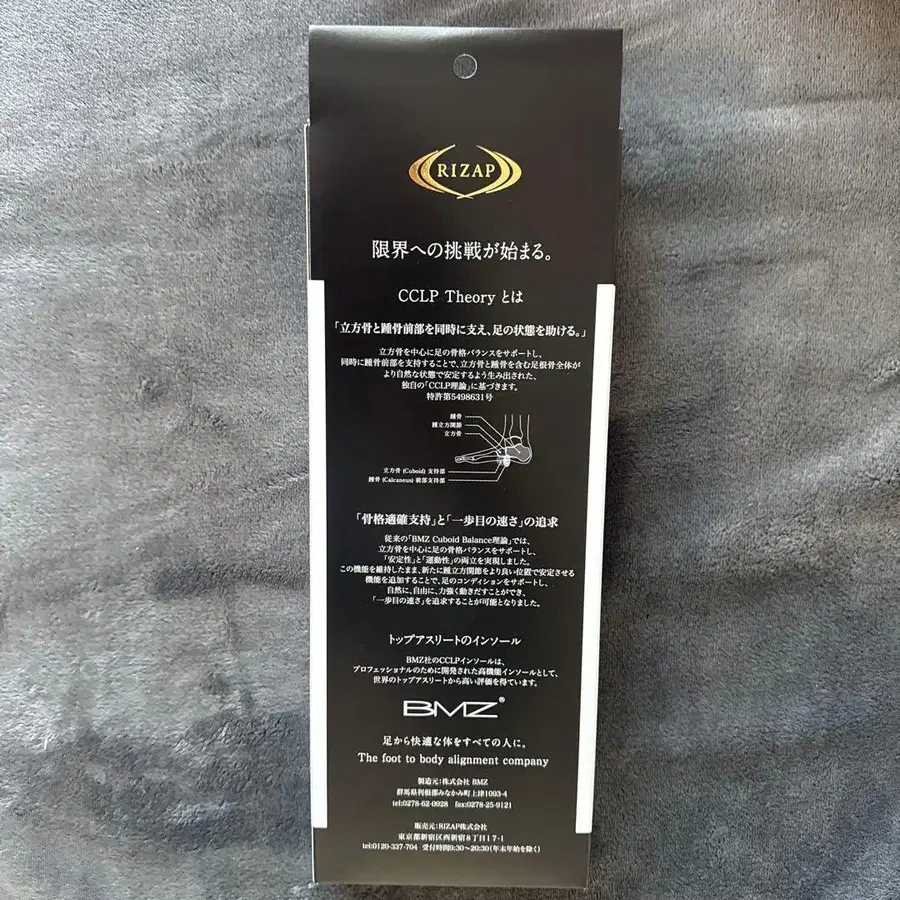 RIZAP
限界への挑戦が始まる。
CCLP Theory とは
「立方骨と踵骨前部を同時に支え、足の状態を助ける。」
立方骨を中心に足の骨格バランスをサポートし、
同時に踵骨前部を支持することで、立方骨と踵骨を含む足根骨全体が
より自然な状態で安定するよう生み出された、
独自の「CCLP理論」に基づきます。
特許第5498631号
踵骨
踵立方関節
立方骨
立方骨 (Cuboid) 支持部
踵骨 (Calcaneus) 前部支持部
「骨格適確支持」と「一歩目の速さ」の追求
従来の「BMZ Cuboid Balance理論」では、
立方骨を中心に足の骨格バランスをサポートし、
「安定性」と「運動性」の両立を実現しました。
この機能を維持したまま、新たに踵立方関節をより良い位置で安定させる
機能を追加することで、足のコンディションをサポートし、
自然に、自由に、力強く動きだすことができ、
「一歩目の速さ」を追求することが可能となりました。
トップアスリートのインソール
BMZ社のCCLPインソールは、
プロフェッショナルのために開発された高機能インソールとして、
世界のトップアスリートから高い評価を得ています。
BMZ®
足から快適な体をすべての人に。
The foot to body alignment company
製造元:株式会社 BMZ
群馬県利根郡みなかみ町上津1093-4
tel:0278-62-0928 fax:0278-25-9121
販売元:RIZAP株式会社
東京都新宿区西新宿8丁目17-1
tel:0120-337-704 受付時間9:30~20:30(年末年始を除く)